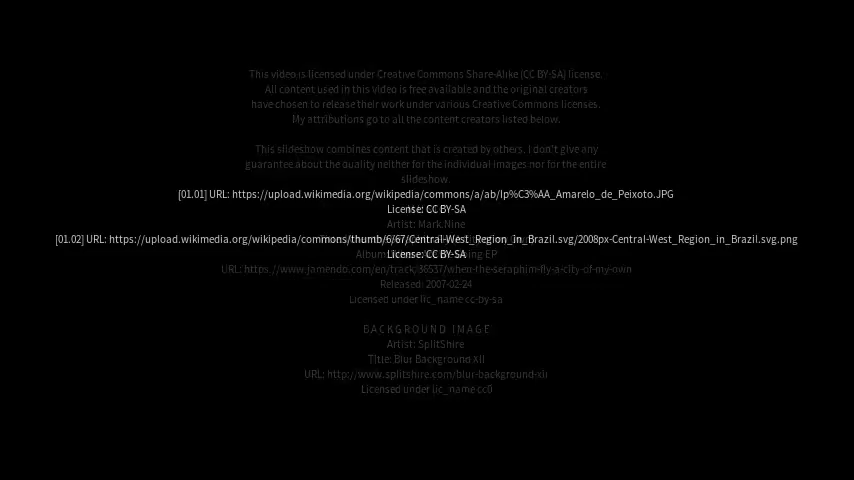 This video is licensed under Creative Commons Share-Alike (CC BY-SA) license.
All content used in this video is free available and the original creators
have chosen to release their work under various Creative Commons licenses.
My attributions go to all the content creators listed below.
This slideshow combines content that is created by others. I don't give any
guarantee about the quality neither for the individual images nor for the entire
slideshow.
[01.01] URL: https://upload.wikimedia.org/wikipedia/commons/a/ab/Ip%C3%AA_Amarelo_de_Peixoto.JPG
License: CC BY-SA
Artist: Mark.Nine
[01.02] URL: https://upload.wikimedia.org/wikipedia/commons/thumb/6/67/Central-West_Region_in_Brazil.svg/2008px-Central-West_Region_in_Brazil.svg.png
License: CC BY-SA
URL: https://www.jamendo.com/en/track/36537/when-the-seraphim-fly-a-city-of-my-own
Released: 2007-02-24
Licensed under lic_name cc-by-sa
BACKGROUND IMAGE
Artist: SplitShire
Title: Blur Background XII
URL: http://www.splitshire.com/blur-background-xii
Licensed under lic_name cc0